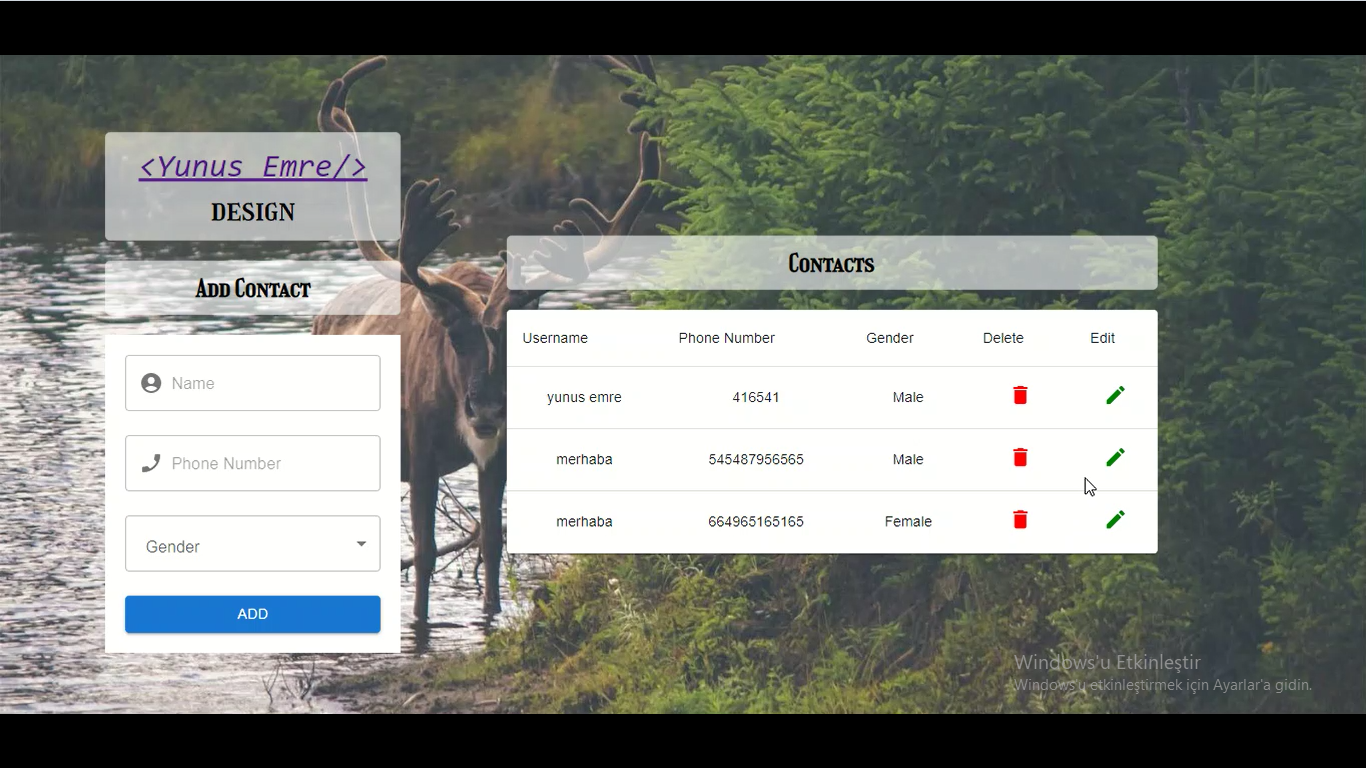 <Yunus Emre/>
DESIGN
Add Contact
Name
Phone Number
Gender
ADD
Contacts
Username Phone Number Gender Delete Edit
yunus emre 416541 Male
merhaba 545487956565 Male
merhaba 664965165165 Female
Windows'u Etkinleştir
Windows'u etkinleştirmek için Ayarlar'a gidin.